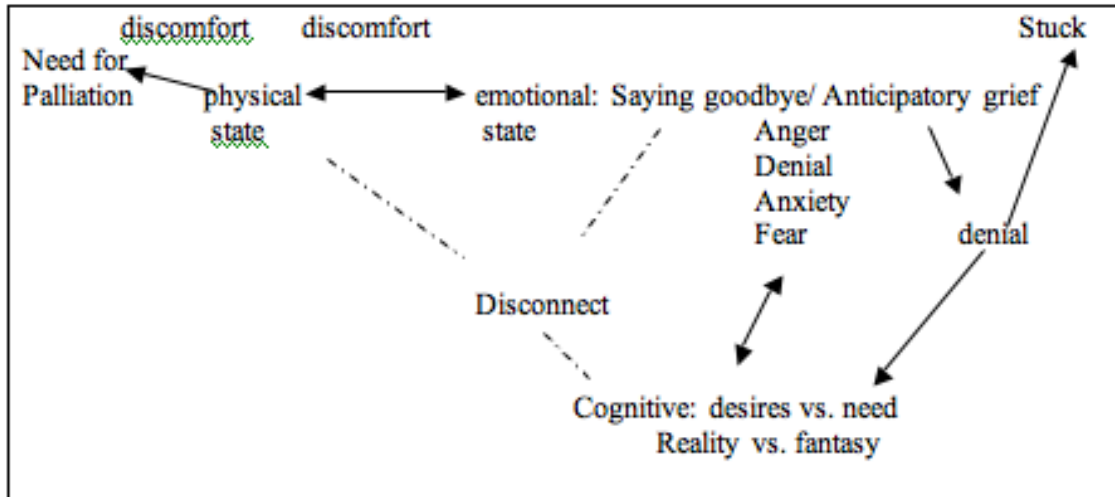 discomfort discomfort Stuck
Need for
Palliation physical emotional: Saying goodbye/ Anticipatory grief
state state Anger
Denial
Anxiety
Fear denial
Disconnect
Cognitive: desires vs. need
Reality vs. fantasy